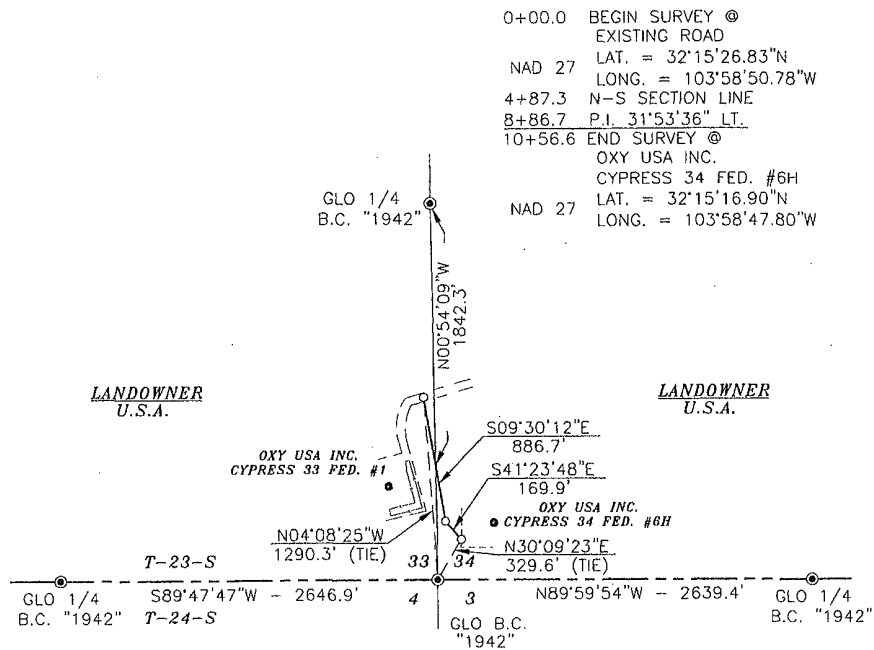 0+00.0 BEGIN SURVEY @
EXISTING ROAD
NAD 27 LAT. = 32°15'26.83"N
LONG. = 103°58'50.78"W
4+87.3 N-S SECTION LINE
8+86.7 P.I. 31°53'36" LT.
10+56.6 END SURVEY @
OXY USA INC.
CYPRESS 34 FED. #6H
NAD 27 LAT. = 32°15'16.90"N
LONG. = 103°58'47.80"W
GLO 1/4
B.C. "1942"
N00°54'09"W
1842.3'
LANDOWNER
U.S.A.
LANDOWNER
U.S.A.
S09°30'12"E
886.7'
OXY USA INC.
CYPRESS 33 FED. #1
S41°23'48"E
169.9'
OXY USA INC.
CYPRESS 34 FED. #6H
N04°08'25"W
1290.3' (TIE)
N30°09'23"E
329.6' (TIE)
T-23-S
33 34
GLO 1/4
B.C. "1942"
S89°47'47"W - 2646.9'
T-24-S
4 3
N89°59'54"W - 2639.4'
GLO 1/4
B.C. "1942"
GLO B.C.
"1942"